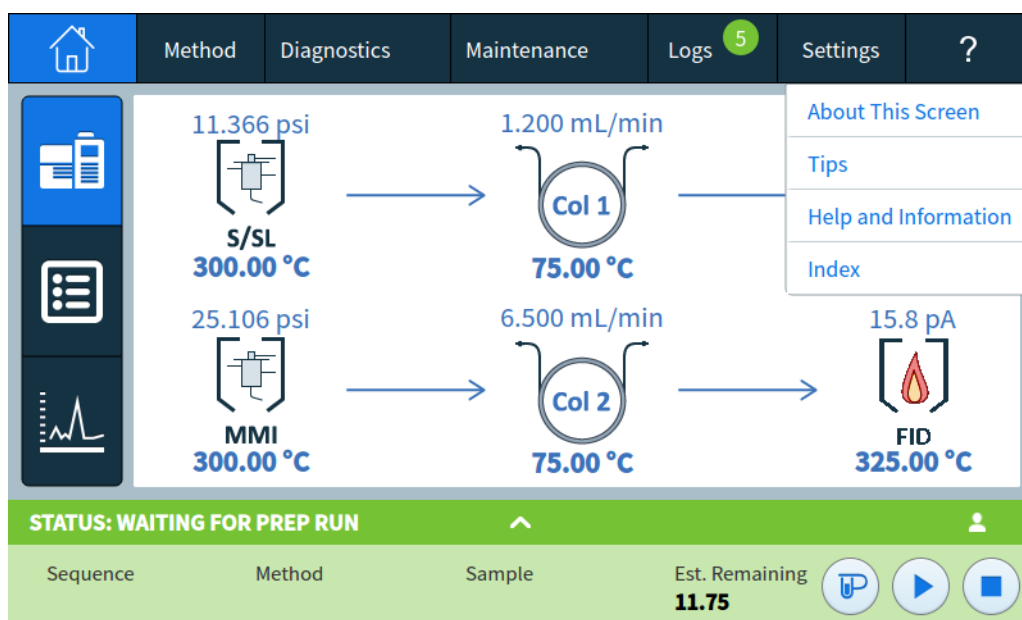 Method Diagnostics Maintenance Logs 5 Settings ?
About This Screen
Tips
Help and Information
Index
11.366 psi 1.200 mL/min
Col 1
S/SL
300.00 °C 75.00 °C
25.106 psi 6.500 mL/min 15.8 pA
Col 2
MMI FID
300.00 °C 75.00 °C 325.00 °C
STATUS: WAITING FOR PREP RUN
Sequence Method Sample Est. Remaining
11.75